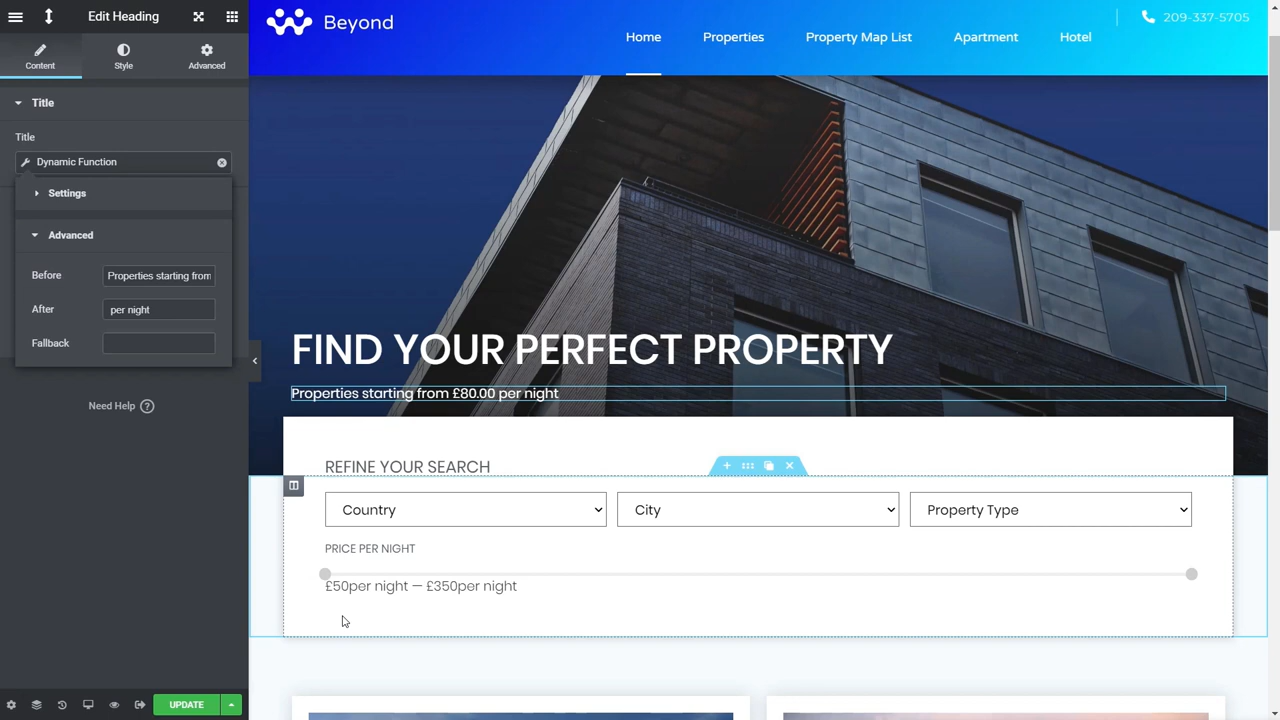 Edit Heading
Content
Style
Advanced
Title
Title
Dynamic Function
Settings
Advanced
Before
Properties starting from
After
per night
Fallback
Need Help ?
UPDATE
Beyond
209-337-5705
Home
Properties
Property Map List
Apartment
Hotel
FIND YOUR PERFECT PROPERTY
Properties starting from £80.00 per night
REFINE YOUR SEARCH
Country
City
Property Type
PRICE PER NIGHT
£50per night — £350per night